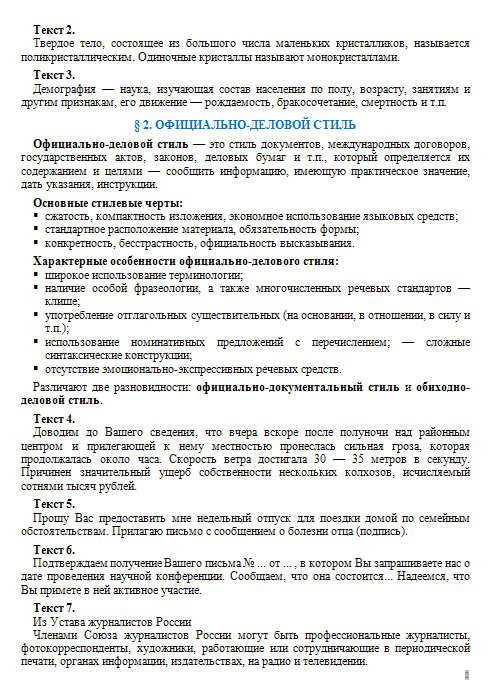 Текст 2.
Твердое тело, состоящее из большого числа маленьких кристалликов, называется
поликристаллическим. Одиночные кристаллы называют монокристаллами.
Текст 3.
Демография — наука, изучающая состав населения по полу, возрасту, занятиям и
другим признакам, его движение — рождаемость, бракосочетание, смертность и т.п.
§ 2. ОФИЦИАЛЬНО-ДЕЛОВОЙ СТИЛЬ
Официально-деловой стиль — это стиль документов, международных договоров,
государственных актов, законов, деловых бумаг и т.п., который определяется их
содержанием и целями — сообщить информацию, имеющую практическое значение,
дать указания, инструкции.
Основные стилевые черты:
▪ сжатость, компактность изложения, экономное использование языковых средств;
▪ стандартное расположение материала, обязательность формы;
▪ конкретность, бесстрастность, официальность высказывания.
Характерные особенности официально-делового стиля:
▪ широкое использование терминологии;
▪ наличие особой фразеологии, а также многочисленных речевых стандартов —
клише;
▪ употребление отглагольных существительных (на основании, в отношении, в силу и
т.п.);
▪ использование номинативных предложений с перечислением; — сложные
синтаксические конструкции;
▪ отсутствие эмоционально-экспрессивных речевых средств.
Различают две разновидности: официально-документальный стиль и обиходно-
деловой стиль.
Текст 4.
Доводим до Вашего сведения, что вчера вскоре после полуночи над районным
центром и прилегающей к нему местностью пронеслась сильная гроза, которая
продолжалась около часа. Скорость ветра достигала 30 — 35 метров в секунду.
Причинен значительный ущерб собственности нескольких колхозов, исчисляемый
сотнями тысяч рублей.
Текст 5.
Прошу Вас предоставить мне недельный отпуск для поездки домой по семейным
обстоятельствам. Прилагаю письмо с сообщением о болезни отца (подпись).
Текст 6.
Подтверждаем получение Вашего письма № ... от ... , в котором Вы запрашиваете нас о
дате проведения научной конференции. Сообщаем, что она состоится... Надеемся, что
Вы примете в ней активное участие.
Текст 7.
Из Устава журналистов России
Членами Союза журналистов России могут быть профессиональные журналисты,
фотокорреспонденты, художники, работающие или сотрудничающие в периодической
печати, органах информации, издательствах, на радио и телевидении.